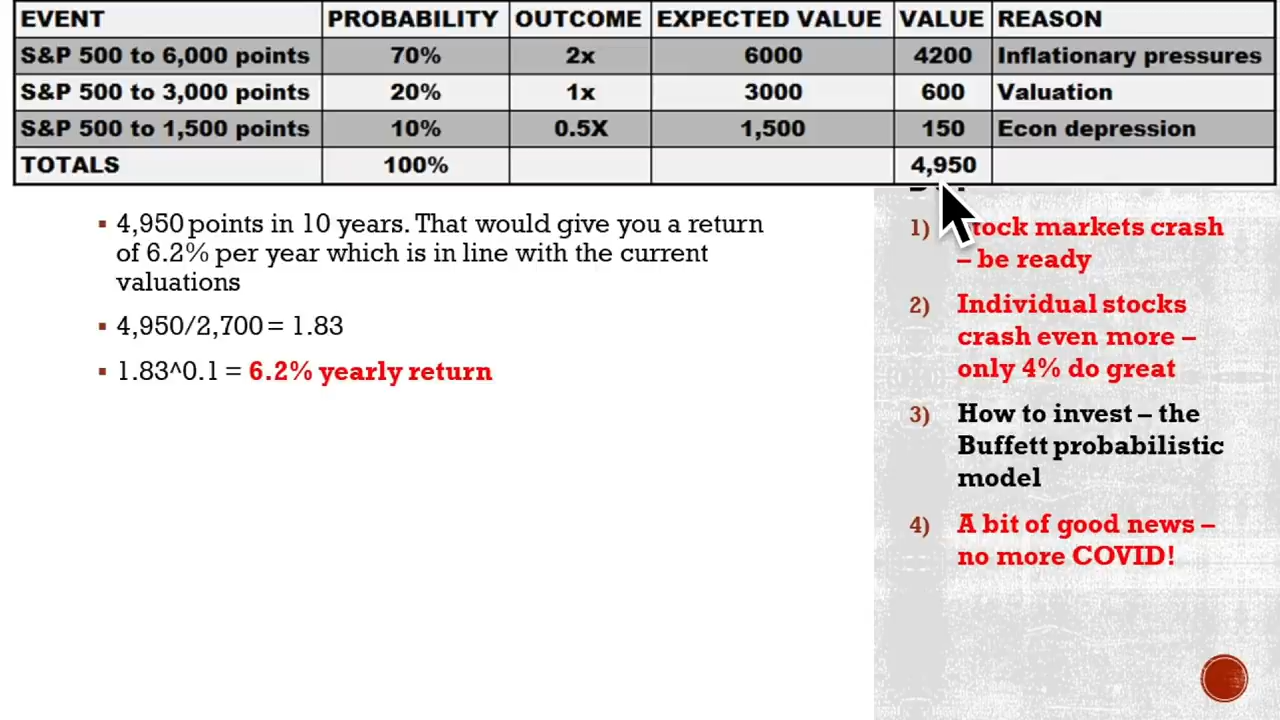 EVENT PROBABILITY OUTCOME EXPECTED VALUE VALUE REASON
S&P 500 to 6,000 points 70% 2x 6000 4200 Inflationary pressures
S&P 500 to 3,000 points 20% 1x 3000 600 Valuation
S&P 500 to 1,500 points 10% 0.5X 1,500 150 Econ depression
TOTALS 100% 4,950
▪ 4,950 points in 10 years. That would give you a return
of 6.2% per year which is in line with the current
valuations
▪ 4,950/2,700 = 1.83
▪ 1.83^0.1 = 6.2% yearly return
1) tock markets crash
– be ready
2) Individual stocks
crash even more –
only 4% do great
3) How to invest – the
Buffett probabilistic
model
4) A bit of good news –
no more COVID!